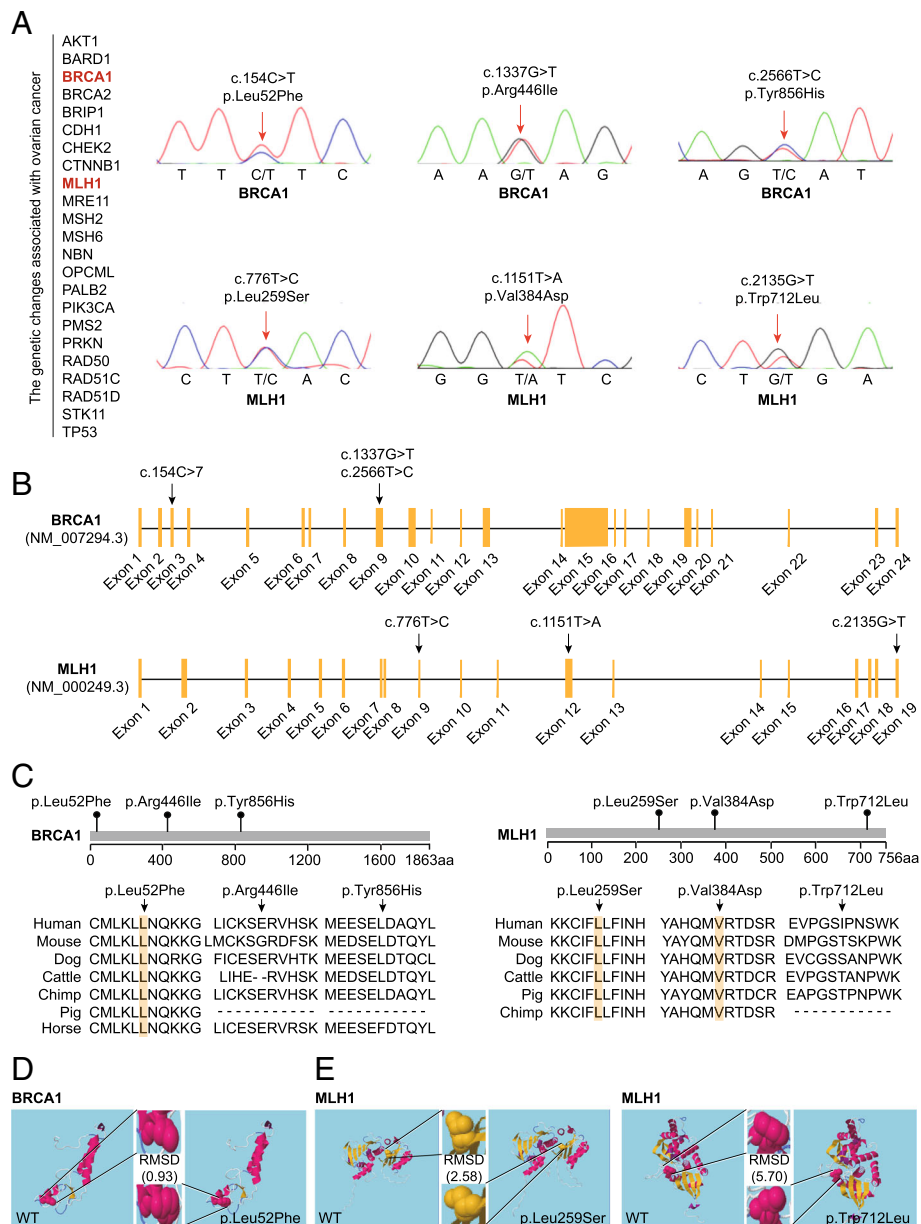 A
The genetic changes associated with ovarian cancer
AKT1
BARD1
BRCA1
BRCA2
BRIP1
CDH1
CHEK2
CTNNB1
MLH1
MRE11
MSH2
MSH6
NBN
OPCML
PALB2
PIK3CA
PMS2
PRKN
RAD50
RAD51C
RAD51D
STK11
TP53
c.154C>T
p.Leu52Phe
T T C/T T C
BRCA1
c.1337G>T
p.Arg446Ile
A A G/T A G
BRCA1
c.2566T>C
p.Tyr856His
A G T/C A T
BRCA1
c.776T>C
p.Leu259Ser
C T T/C A C
MLH1
c.1151T>A
p.Val384Asp
G G T/A T C
MLH1
c.2135G>T
p.Trp712Leu
C T G/T G A
MLH1
B
c.154C>7
c.1337G>T
c.2566T>C
BRCA1
(NM_007294.3)
Exon 1 Exon 2 Exon 3 Exon 4 Exon 5 Exon 6 Exon 7 Exon 8 Exon 9 Exon 10 Exon 11 Exon 12 Exon 13 Exon 14 Exon 15 Exon 16 Exon 17 Exon 18 Exon 19 Exon 20 Exon 21 Exon 22 Exon 23 Exon 24
c.776T>C c.1151T>A c.2135G>T
MLH1
(NM_000249.3)
Exon 1 Exon 2 Exon 3 Exon 4 Exon 5 Exon 6 Exon 7 Exon 8 Exon 9 Exon 10 Exon 11 Exon 12 Exon 13 Exon 14 Exon 15 Exon 16 Exon 17 Exon 18 Exon 19
C
p.Leu52Phe p.Arg446Ile p.Tyr856His
BRCA1
0 400 800 1200 1600 1863aa
p.Leu52Phe p.Arg446Ile p.Tyr856His
Human CMLKLLNQKKG LICKSERVHSK MEESELDAQYL
Mouse CMLKLLNQKKG LMCKSGRDFSK MEDSELDTQYL
Dog CMLKLLNQRKG FICESERVHTK MEESELDTQCL
Cattle CMLKLLNQKKG LIHE--RVHSK MEDSELDTQYL
Chimp CMLKLLNQKKG LICKSERVHSK MEESELDAQYL
Pig CMLKLLNQKKG ----------- -----------
Horse CMLKLLNQKKG LICESERVRSK MEESEFDTQYL
p.Leu259Ser p.Val384Asp p.Trp712Leu
MLH1
0 100 200 300 400 500 600 700 756aa
p.Leu259Ser p.Val384Asp p.Trp712Leu
Human KKCIFLLFINH YAHQMVRTDSR EVPGSIPNSWK
Mouse KKCIFLLFINH YAYQMVRTDSR DMPGSTSKPWK
Dog KKCIFLLFINH YAHQMVRTDSR EVCGSSANPWK
Cattle KKCIFLLFINH YAHQMVRTDCR EVPGSTANPWK
Pig KKCIFLLFINH YAYQMVRTDCR EAPGSTPNPWK
Chimp KKCIFLLFINH YAHQMVRTDSR -----------
D
BRCA1
WT
RMSD
(0.93)
p.Leu52Phe
E
MLH1
WT
RMSD
(2.58)
p.Leu259Ser
MLH1
WT
RMSD
(5.70)
p.Trp712Leu